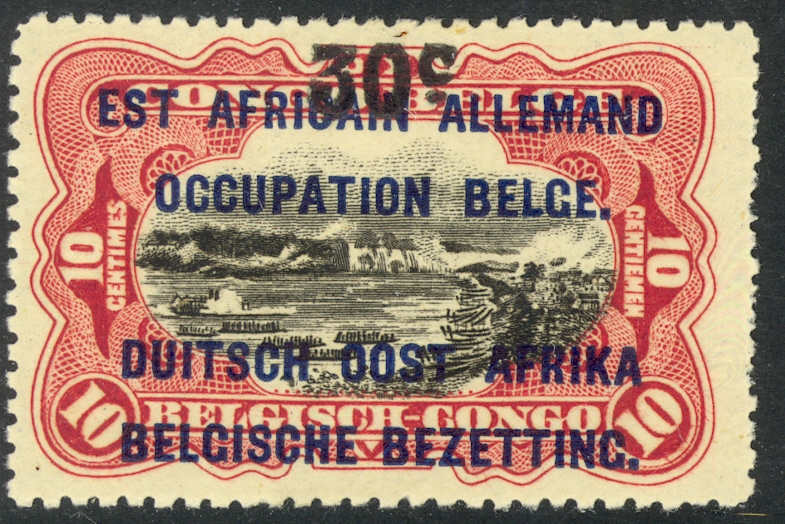 30c
EST AFRICAIN ALLEMAND
OCCUPATION BELGE.
10 CENTIMES
10 CENTIEMEN
DUITSCH OOST AFRIKA
10 BELGISCH-CONGO 10
BELGISCHE BEZETTING.